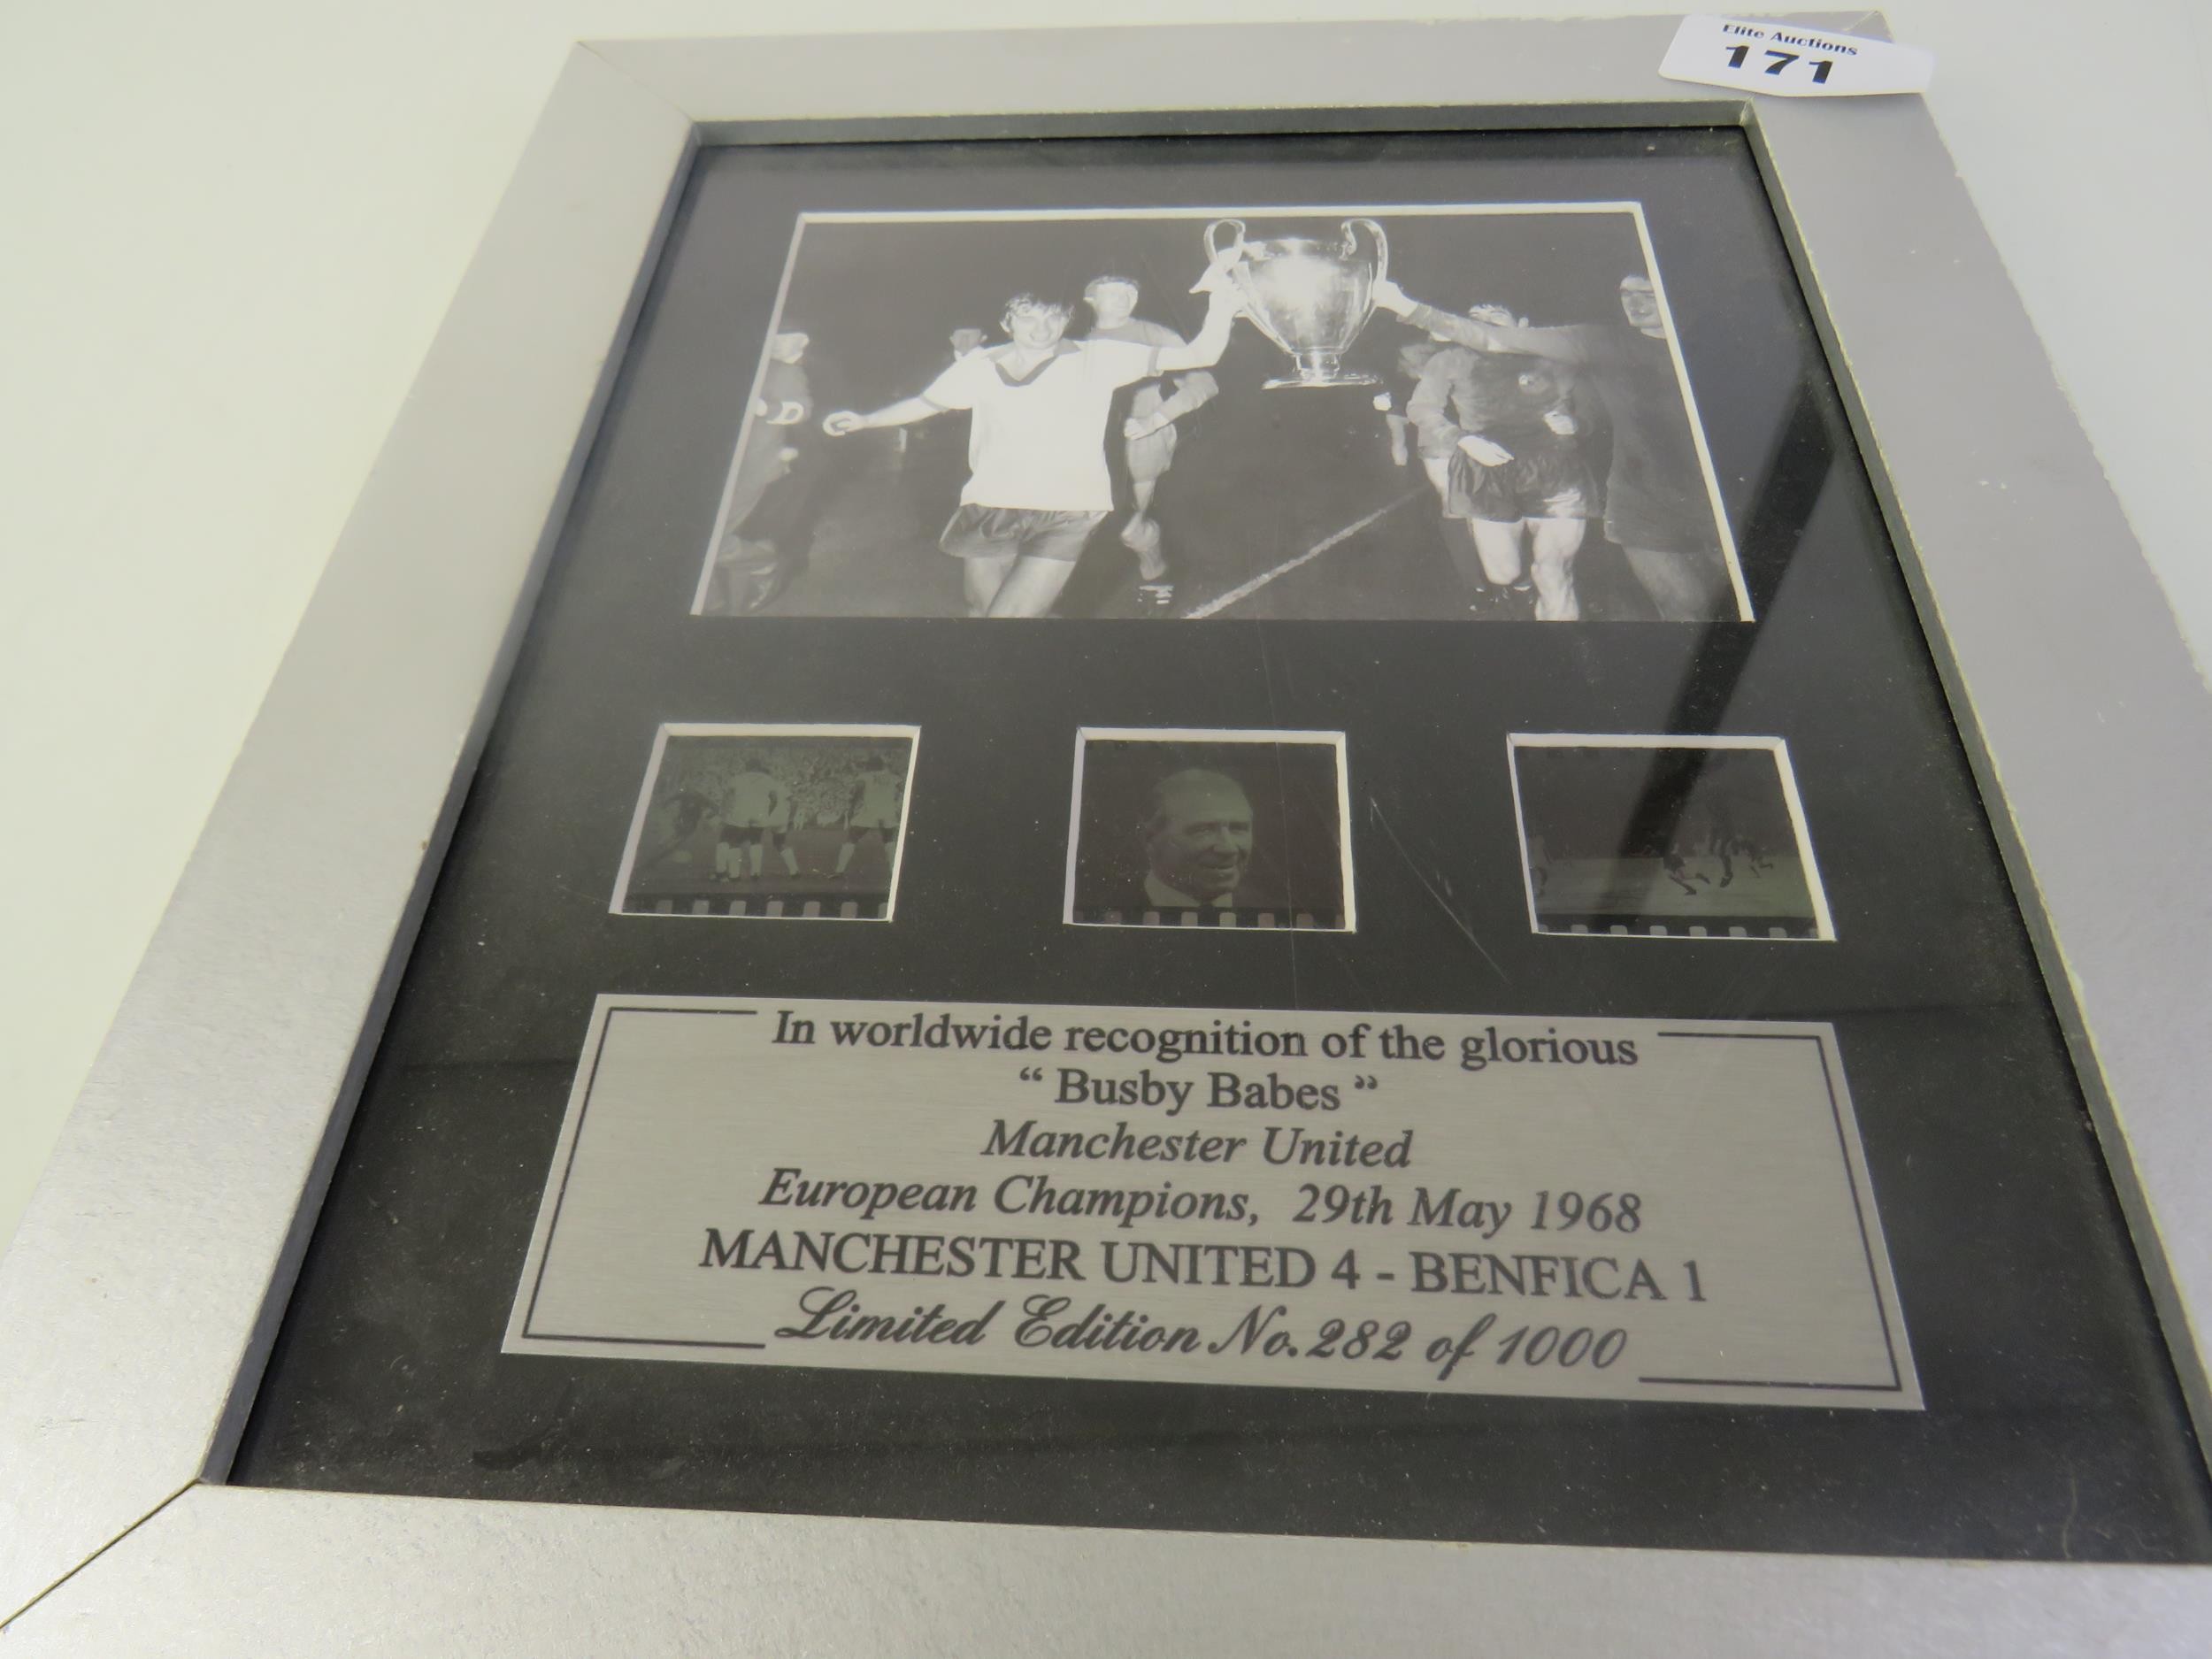 Elite Auctions
171
In worldwide recognition of the glorious
“ Busby Babes ”
Manchester United
European Champions, 29th May 1968
MANCHESTER UNITED 4 - BENFICA 1
Limited Edition No. 282 of 1000